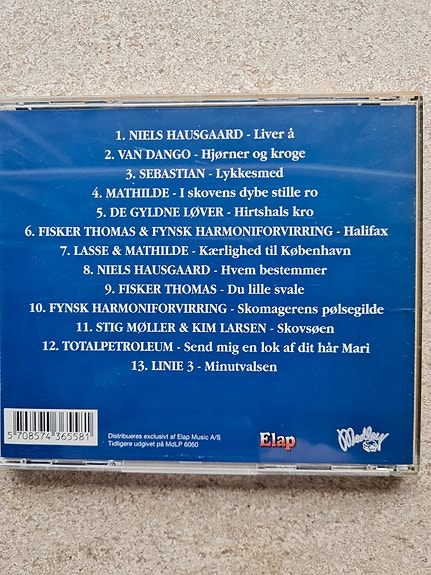 1. NIELS HAUSGAARD - Liver å
2. VAN DANGO - Hjørner og kroge
3. SEBASTIAN - Lykkesmed
4. MATHILDE - I skovens dybe stille ro
5. DE GYLDNE LØVER - Hirtshals kro
6. FISKER THOMAS & FYNSK HARMONIFORVIRRING - Halifax
7. LASSE & MATHILDE - Kærlighed til København
8. NIELS HAUSGAARD - Hvem bestemmer
9. FISKER THOMAS - Du lille svale
10. FYNSK HARMONIFORVIRRING - Skomagerens pølsegilde
11. STIG MØLLER & KIM LARSEN - Skovsøen
12. TOTALPETROLEUM - Send mig en lok af dit hår Mari
13. LINIE 3 - Minutvalsen
5 708574 365581
Distribueres exclusivt af Elap Music A/S
Tidligere udgivet på MdLP 6060
Elap
Medley